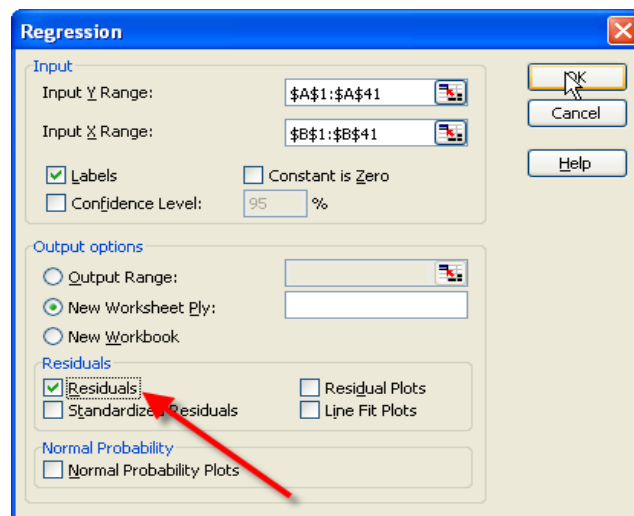 Regression
Input
Input Y Range: $A$1:$A$41
Input X Range: $B$1:$B$41
Labels Constant is Zero
Confidence Level: 95 %
OK
Cancel
Help
Output options
Output Range:
New Worksheet Ply:
New Workbook
Residuals
Residuals Residual Plots
Standardized Residuals Line Fit Plots
Normal Probability
Normal Probability Plots